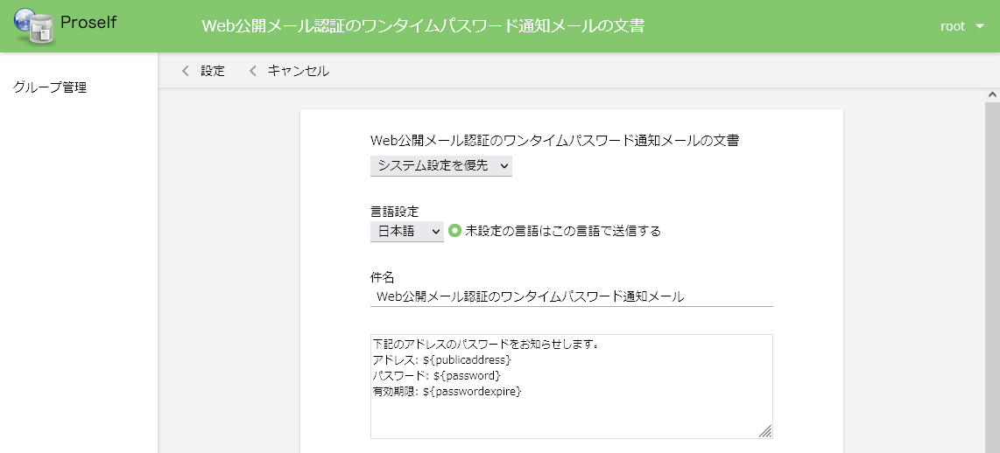 Proself
Web公開メール認証のワンタイムパスワード通知メールの文書
root
グループ管理
設定
キャンセル
Web公開メール認証のワンタイムパスワード通知メールの文書
システム設定を優先
言語設定
日本語
未設定の言語はこの言語で送信する
件名
Web公開メール認証のワンタイムパスワード通知メール
下記のアドレスのパスワードをお知らせします。
アドレス: ${publicaddress}
パスワード: ${password}
有効期限: ${passwordexpire}